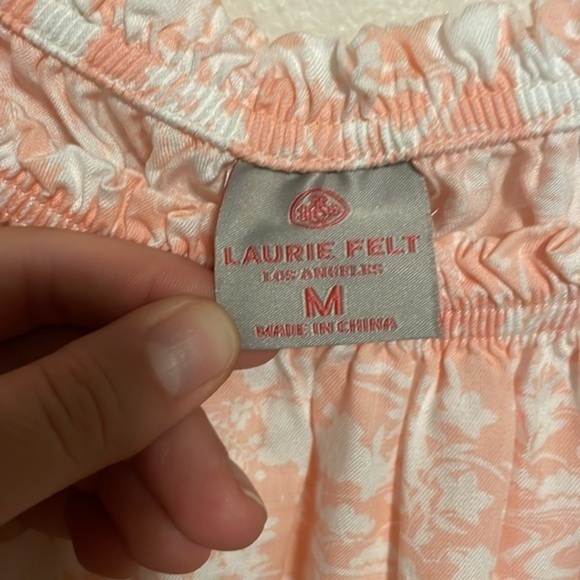 LAURIE FELT
LOS ANGELES
M
MADE IN CHINA